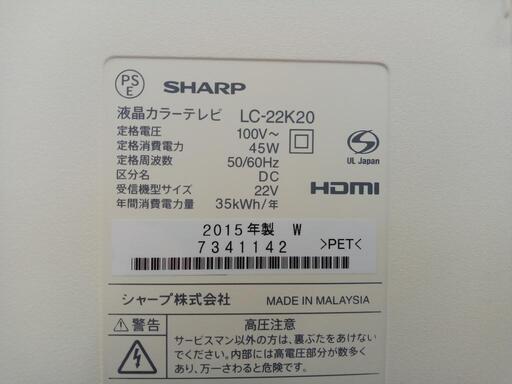 PS
E
SHARP
液晶カラーテレビ LC-22K20
定格電圧 100V～
定格消費電力 45W
定格周波数 50/60Hz
区分名 DC
受信機型サイズ 22V
年間消費電力量 35kWh/年
UL Japan
HDMI
2015年製 W
7341142
>PET<
シャープ株式会社 MADE IN MALAYSIA
警告 高圧注意
サービスマン以外の方は、裏ぶたをあけないで
ください。内部には高電圧部分が数多く
あり、万一さわると危険です。